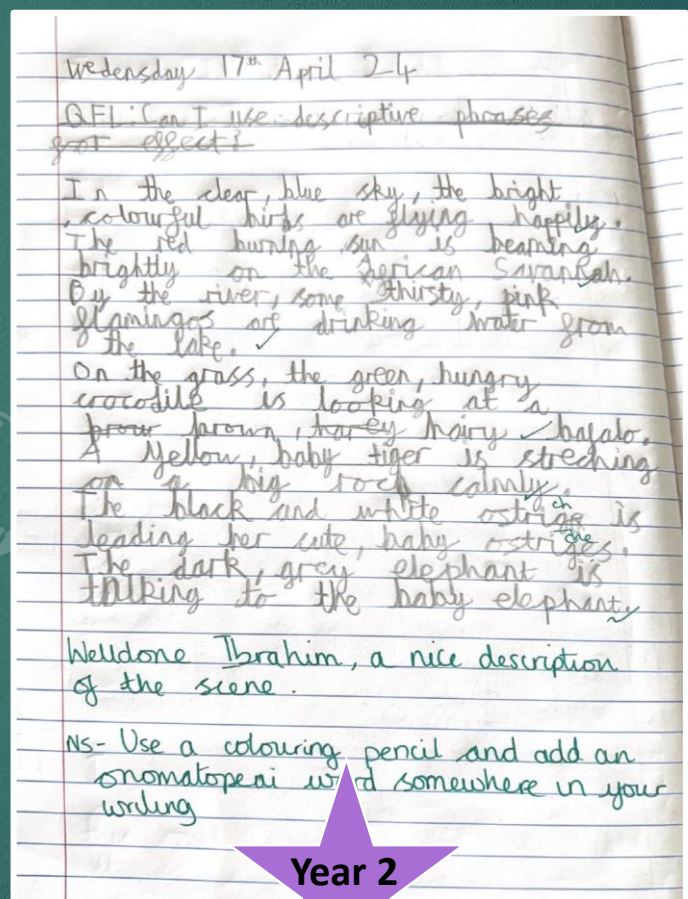 Wedensday 17th April 24
QFL: Can I use descriptive phrases
for effect?
In the clear, blue sky, the bright
, colourful birds are flying happily.
The red burning sun is beaming
brightly on the African Savannah.
By the river, some thirsty, pink
flamingos are drinking water from
the lake. ✓
On the grass, the green, hungry
crocodile is looking at a
brown, harey hairy bafalo.
A yellow, baby tiger is streching
on a big rock calmly.
The black and white ostrige ch is
leading her cute, baby ostriges. che
The dark, grey elephant is
talking to the baby elephant.
Welldone Ibrahim, a nice description
of the scene.
NS- Use a colouring pencil and add an
onomatopeai word somewhere in your
writing
Year 2